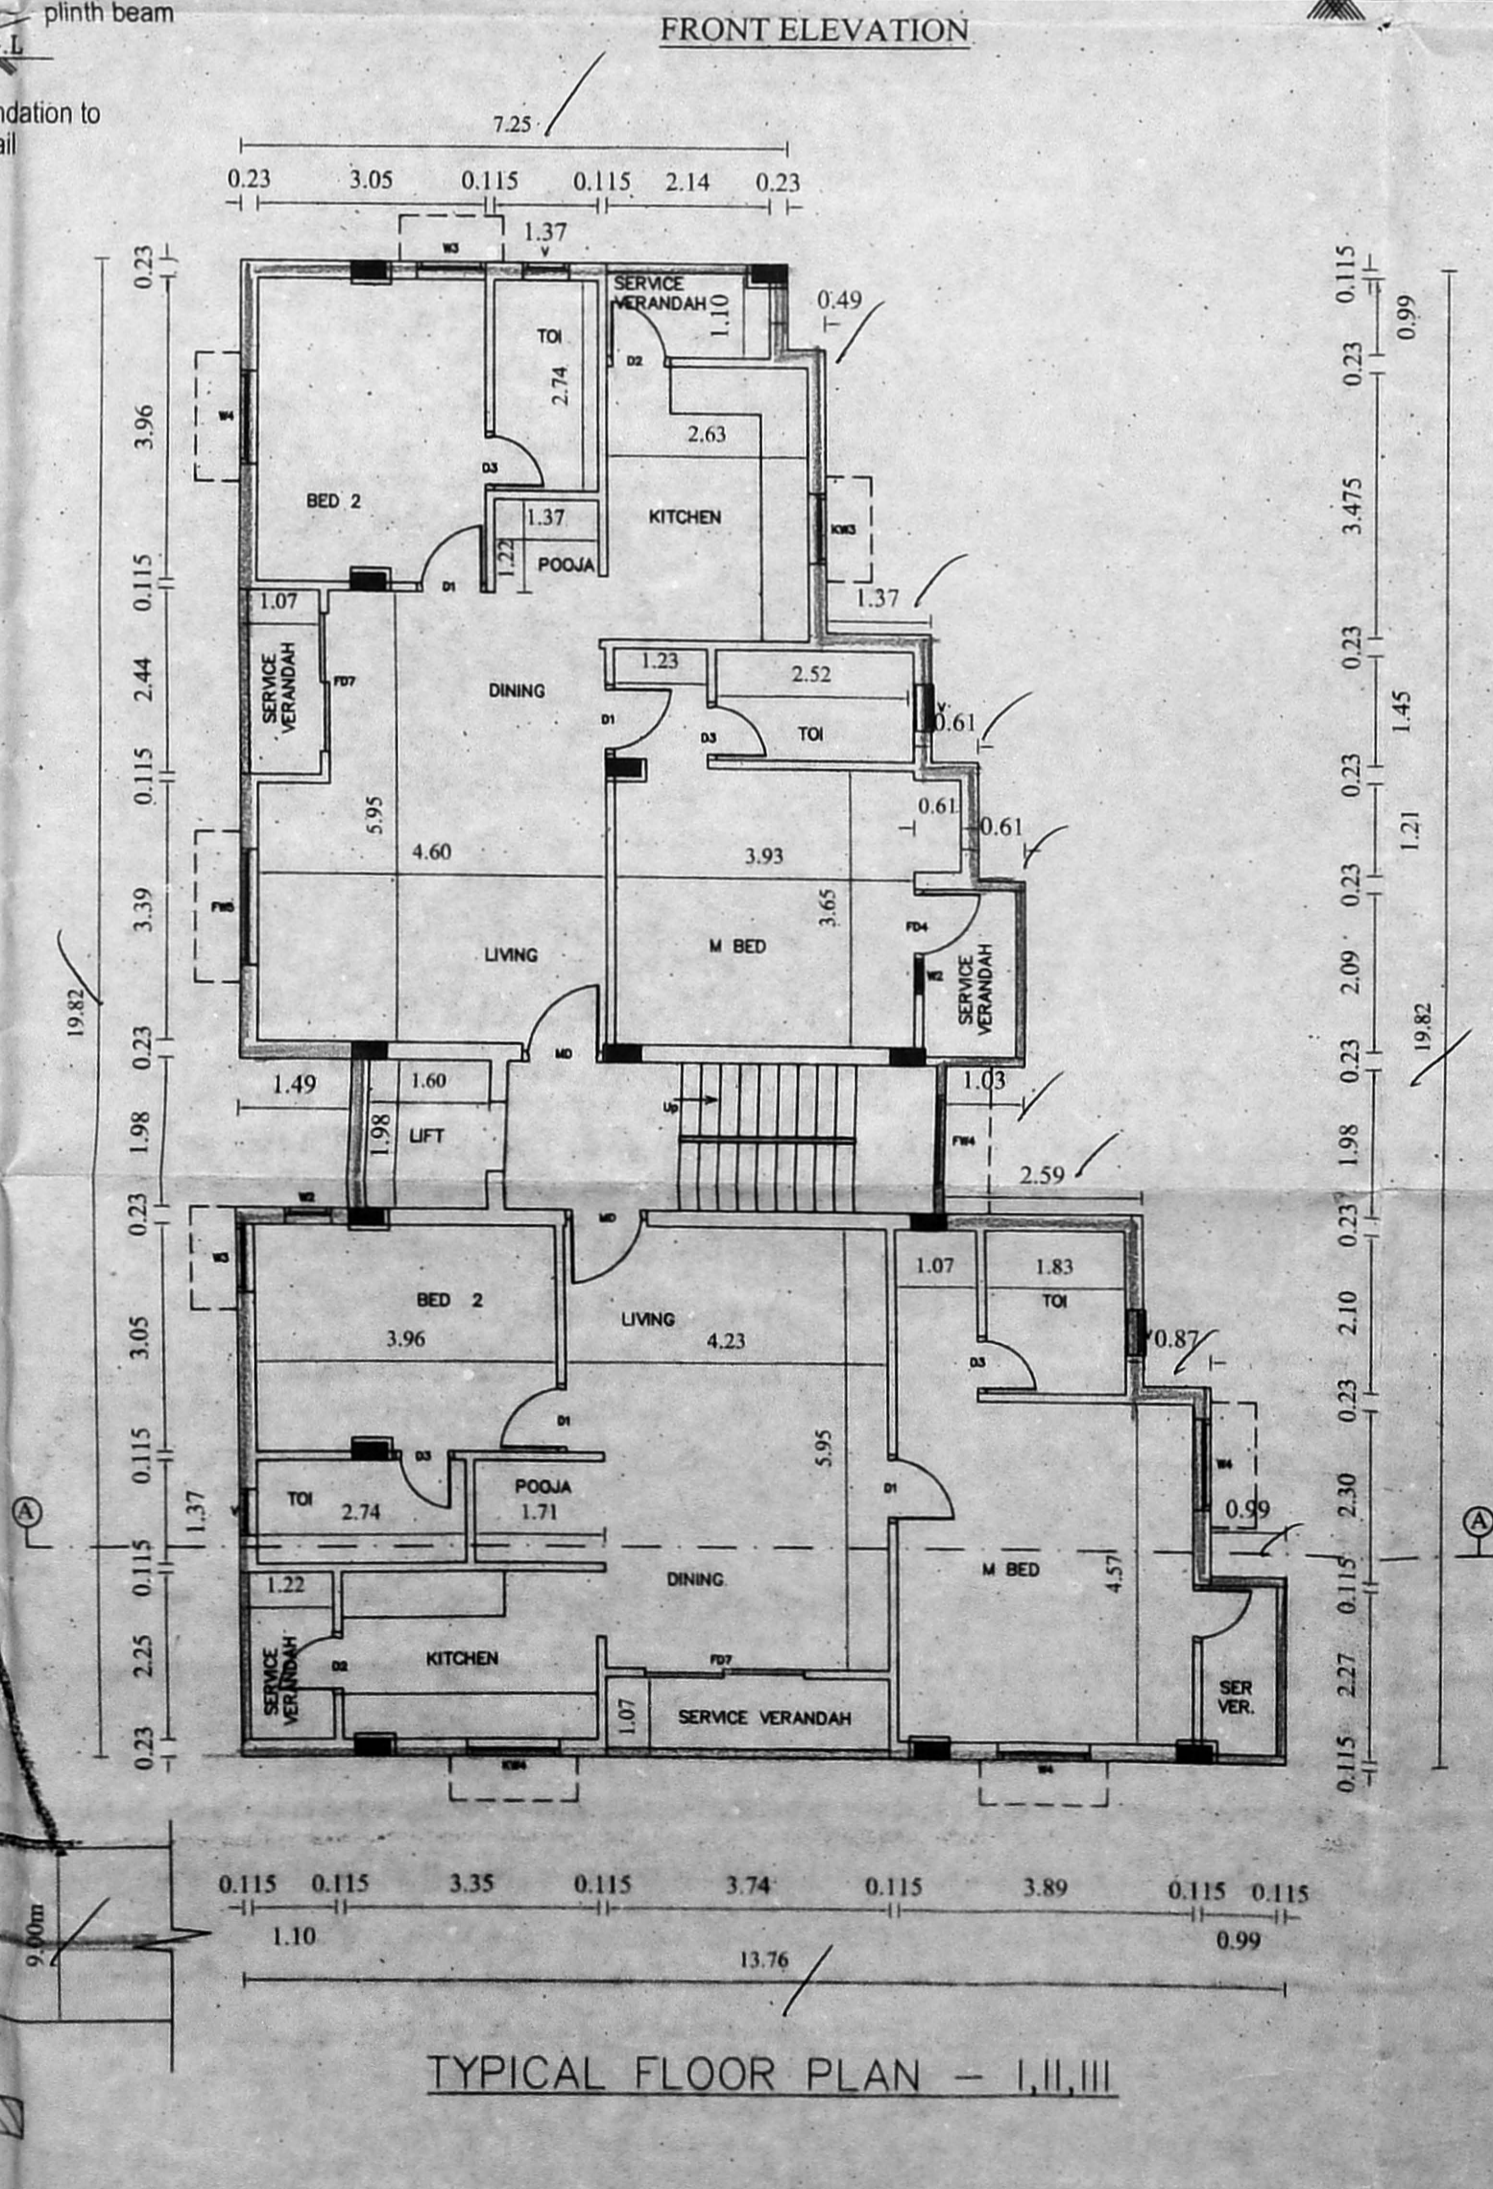 plinth beam
.L
ndation to
ail
FRONT ELEVATION
7.25
0.23 3.05 0.115 0.115 2.14 0.23
1.37
W3 V
0.23
3.96
0.115
2.44
0.115
3.39
0.23
1.98
0.23
3.05
0.115
1.37
0.115
2.25
0.23
19.82
SERVICE
VERANDAH
1.10
0.49
TOI
2.74
D2
W4
2.63
D3
BED 2
KITCHEN
KW3
1.37
1.22
POOJA
D1
1.07
1.37
SERVICE
VERANDAH
FD7
DINING
1.23
2.52
D1
D3
TOI
V
0.61
5.95
4.60
3.93
0.61
0.61
3.65
LIVING
M BED
FD4
W2
SERVICE
VERANDAH
MD
1.49
1.60
1.98
LIFT
Up
1.03
FW4
2.59
W2
MD
W5
BED 2
3.96
LIVING
4.23
1.07
1.83
TOI
V
0.87
D3
D1
5.95
D3
TOI
2.74
POOJA
1.71
D1
W4
0.99
V
A
A
DINING
M BED
4.57
1.22
SERVICE
VERANDAH
D2
KITCHEN
FD7
1.07
SERVICE VERANDAH
SER
VER.
KW4
W4
0.115
0.99
0.23
3.475
0.23
1.45
0.23
1.21
0.23
2.09
0.23
1.98
0.23
2.10
0.23
2.30
0.115
2.27
0.115
19.82
0.115 0.115 3.35 0.115 3.74 0.115 3.89 0.115 0.115
1.10 0.99
13.76
9.00m
TYPICAL FLOOR PLAN – I,II,III